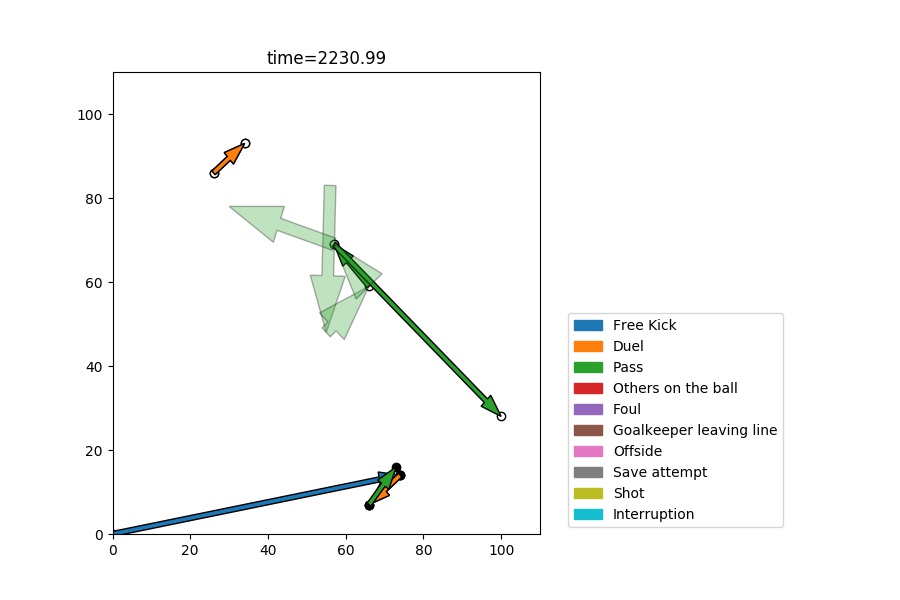 time=2230.99
100
80
60
40
20
0
0 20 40 60 80 100
Free Kick
Duel
Pass
Others on the ball
Foul
Goalkeeper leaving line
Offside
Save attempt
Shot
Interruption